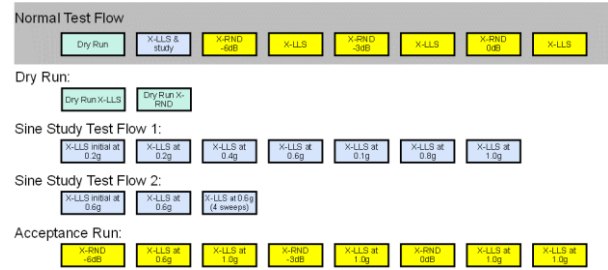 Normal Test Flow
Dry Run
X-LLS &
study
X-RND
-6dB
X-LLS
X-RND
-3dB
X-LLS
X-RND
0dB
X-LLS
Dry Run:
Dry Run X-LLS
Dry Run X-
RND
Sine Study Test Flow 1:
X-LLS initial at
0.2g
X-LLS at
0.2g
X-LLS at
0.4g
X-LLS at
0.6g
X-LLS at
0.1g
X-LLS at
0.8g
X-LLS at
1.0g
Sine Study Test Flow 2:
X-LLS initial at
0.6g
X-LLS at
0.6g
X-LLS at 0.6g
(4 sweeps)
Acceptance Run:
X-RND
-6dB
X-LLS at
0.6g
X-LLS at
1.0g
X-RND
-3dB
X-LLS at
1.0g
X-RND
0dB
X-LLS at
1.0g
X-LLS at
1.0g